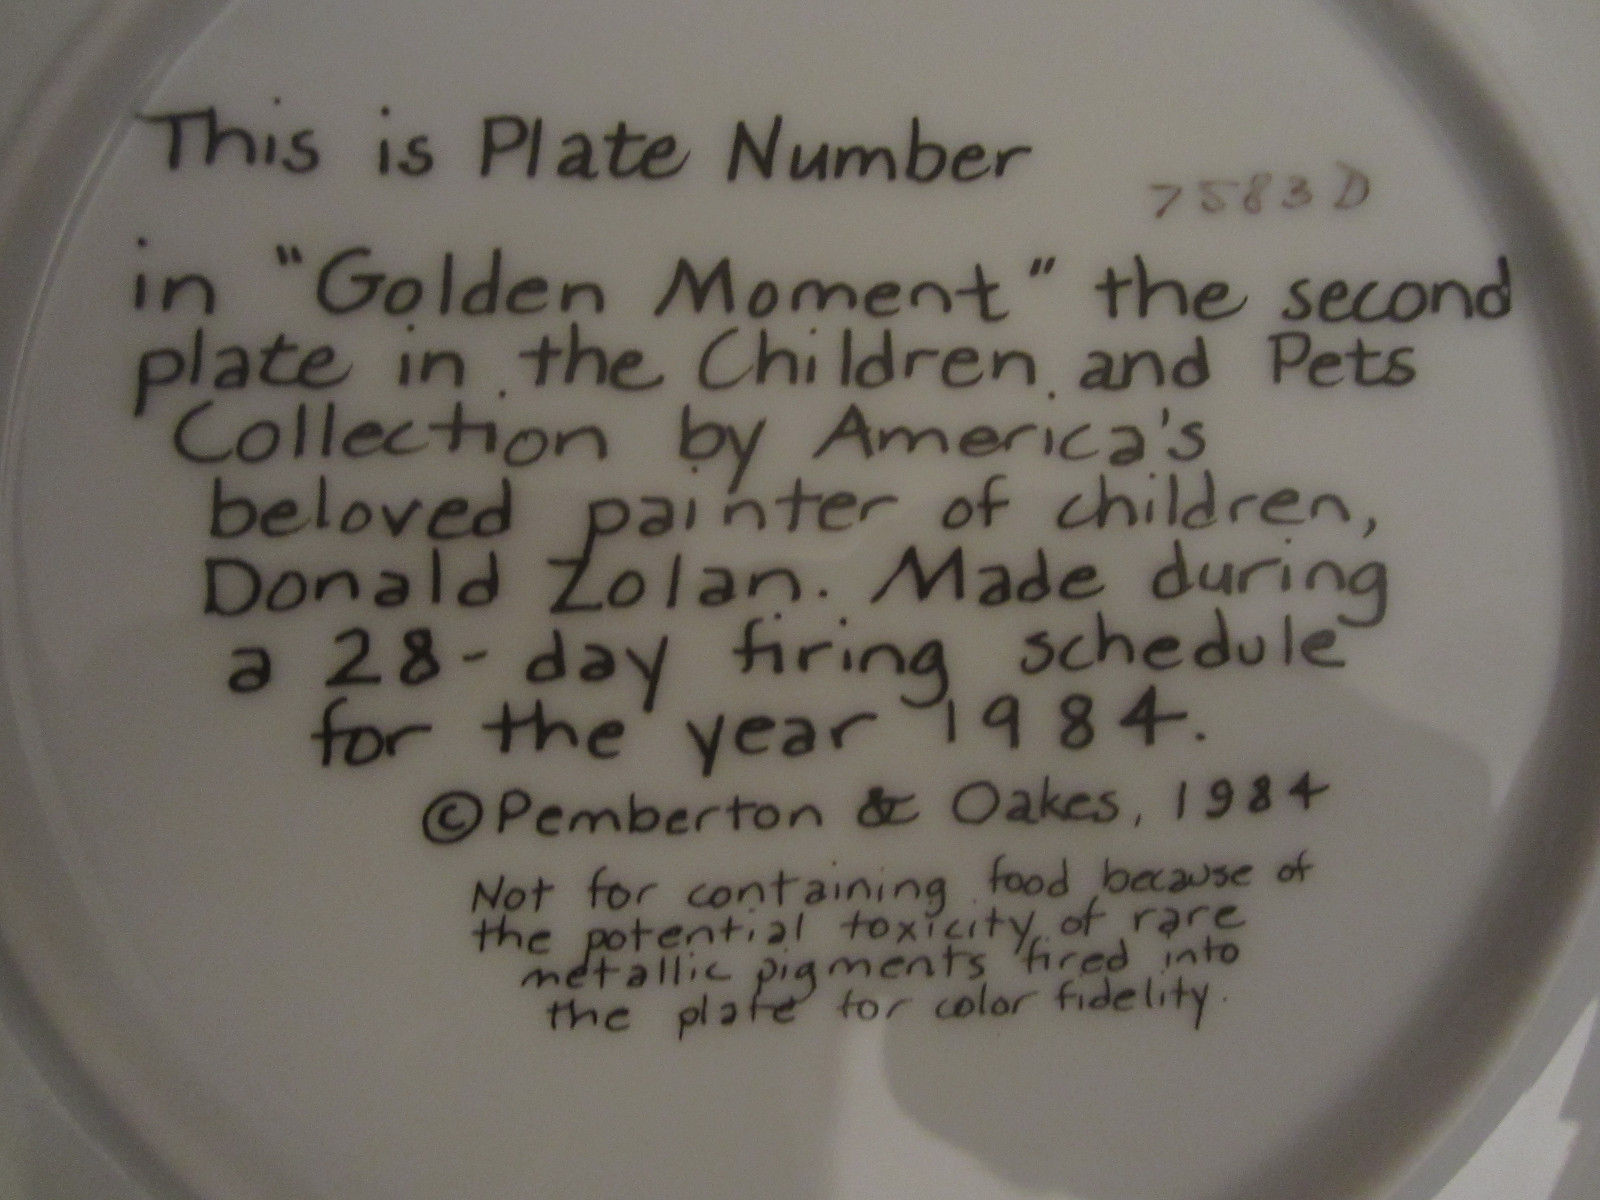 This is Plate Number 7583D
in "Golden Moment" the second
plate in the Children and Pets
Collection by America's
beloved painter of children,
Donald Zolan. Made during
a 28-day firing schedule
for the year 1984.
© Pemberton & Oakes, 1984
Not for containing food because of
the potential toxicity of rare
metallic pigments fired into
the plate for color fidelity.